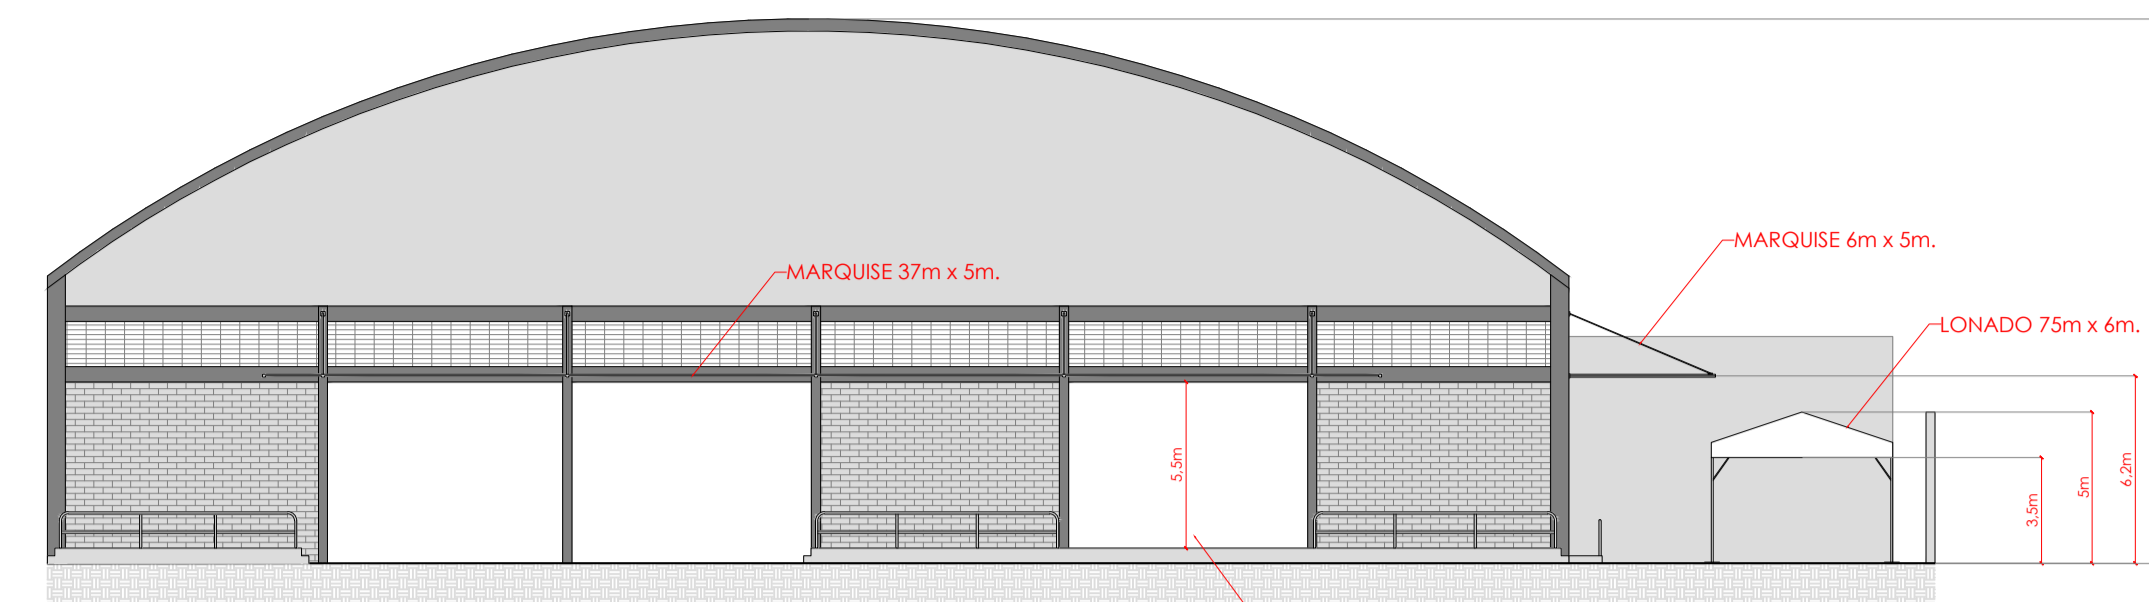 MARQUISE 6m x 5m.
MARQUISE 37m x 5m.
LONADO 75m x 6m.
5,5m
3,5m
5m
6,2m